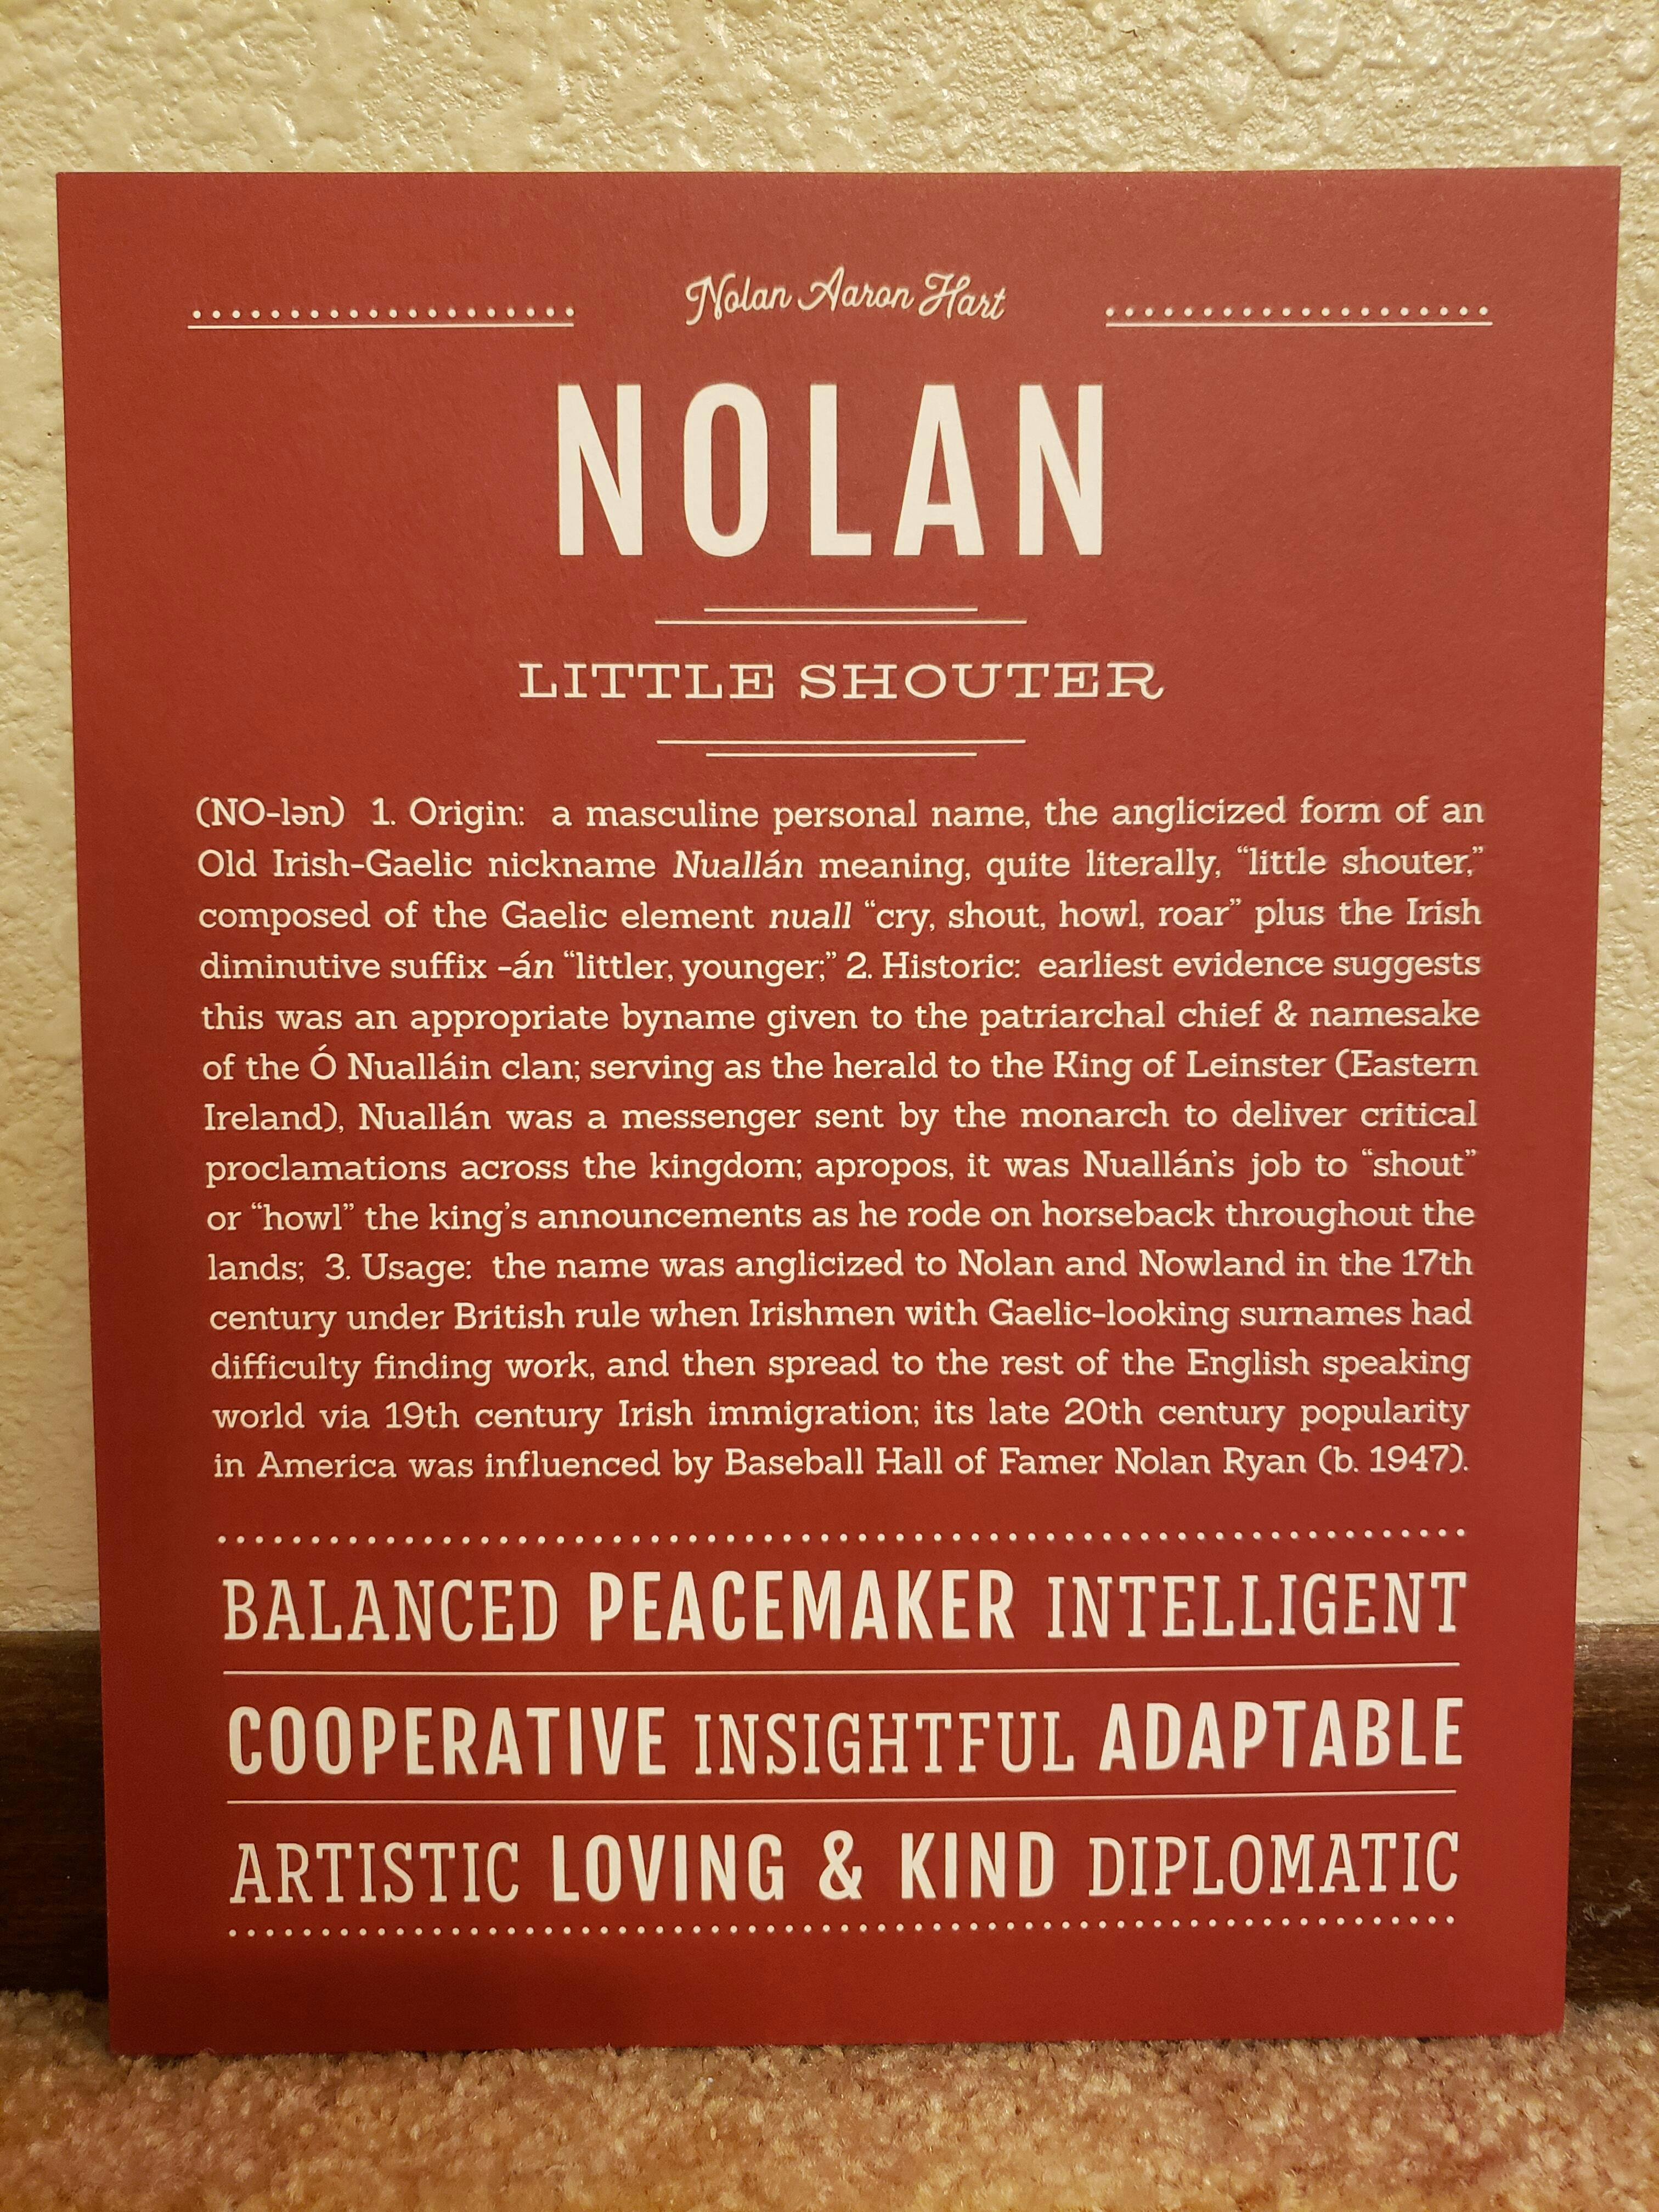 Nolan Aaron Hart
NOLAN
LITTLE SHOUTER
(NO-lən) 1. Origin: a masculine personal name, the anglicized form of an
Old Irish-Gaelic nickname Nuallán meaning, quite literally, “little shouter,”
composed of the Gaelic element nuall “cry, shout, howl, roar” plus the Irish
diminutive suffix -án “littler, younger;” 2. Historic: earliest evidence suggests
this was an appropriate byname given to the patriarchal chief & namesake
of the Ó Nualláin clan; serving as the herald to the King of Leinster (Eastern
Ireland), Nuallán was a messenger sent by the monarch to deliver critical
proclamations across the kingdom; apropos, it was Nuallán’s job to “shout”
or “howl” the king’s announcements as he rode on horseback throughout the
lands; 3. Usage: the name was anglicized to Nolan and Nowland in the 17th
century under British rule when Irishmen with Gaelic-looking surnames had
difficulty finding work, and then spread to the rest of the English speaking
world via 19th century Irish immigration; its late 20th century popularity
in America was influenced by Baseball Hall of Famer Nolan Ryan (b. 1947).
BALANCED PEACEMAKER INTELLIGENT
COOPERATIVE INSIGHTFUL ADAPTABLE
ARTISTIC LOVING & KIND DIPLOMATIC